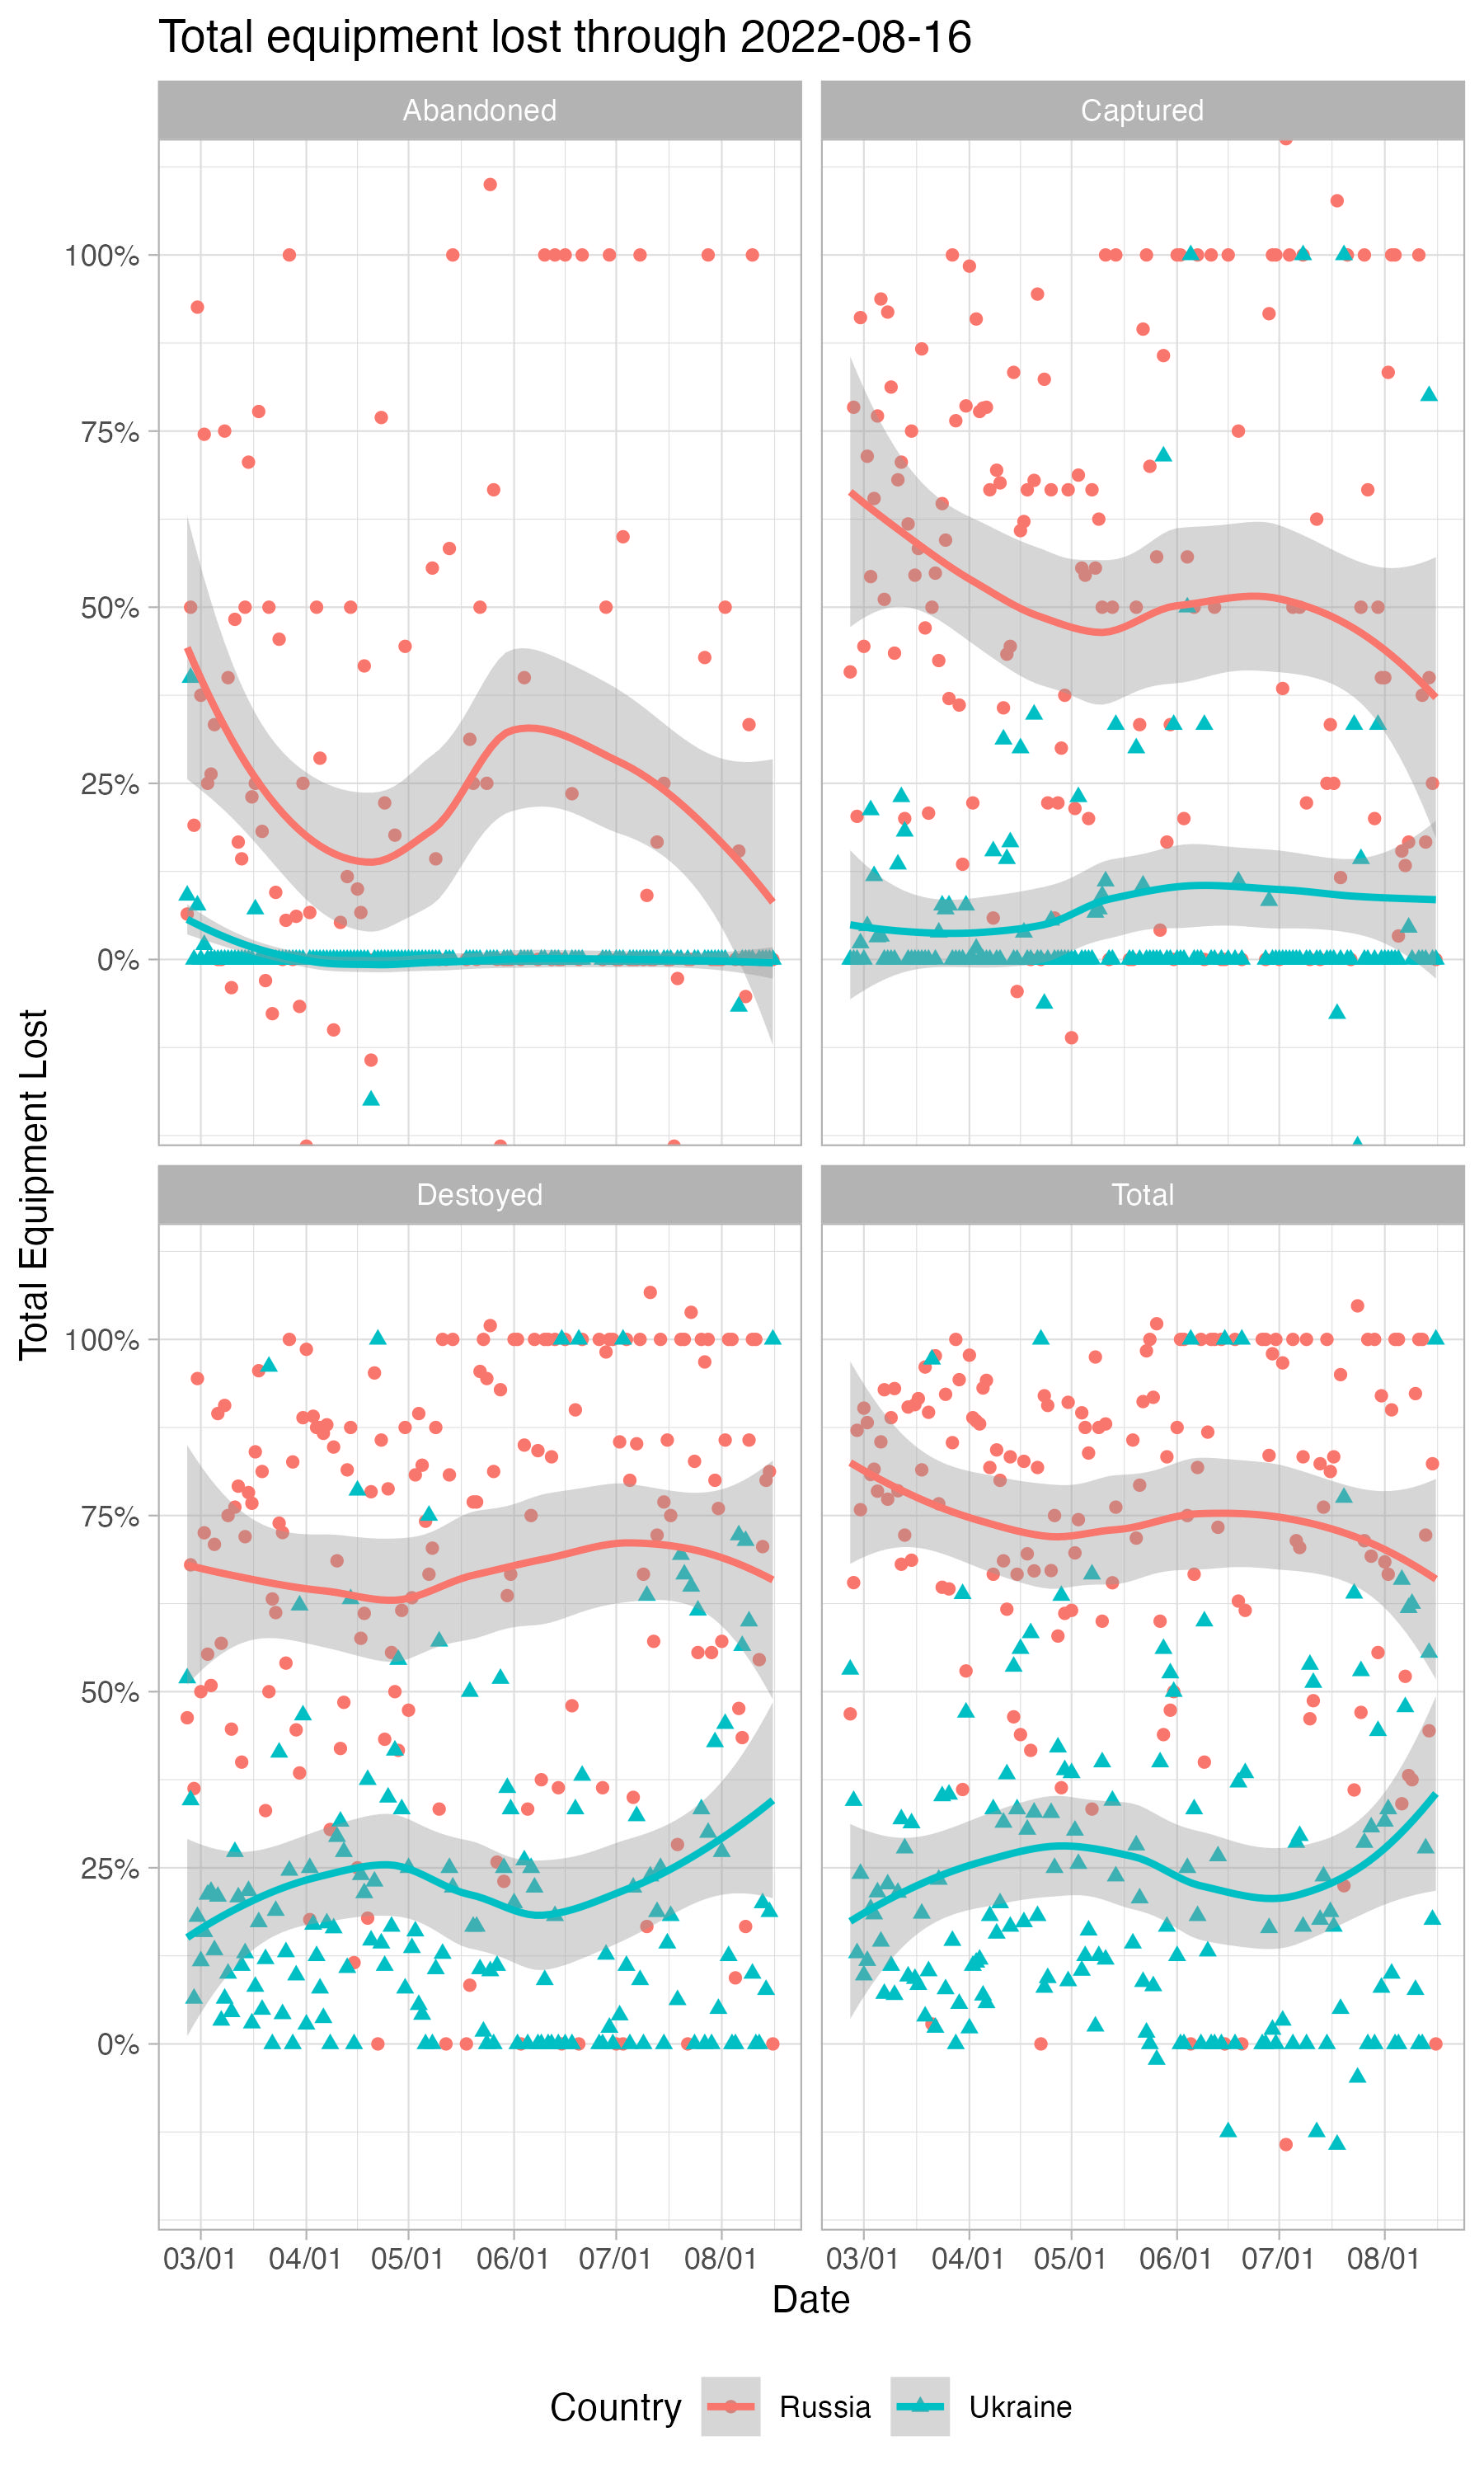 Total equipment lost through 2022-08-16
Abandoned
Captured
100%
75%
50%
25%
0%
Total Equipment Lost
Destoyed
Total
100%
75%
50%
25%
0%
03/01 04/01 05/01 06/01 07/01 08/01
03/01 04/01 05/01 06/01 07/01 08/01
Date
Country Russia Ukraine